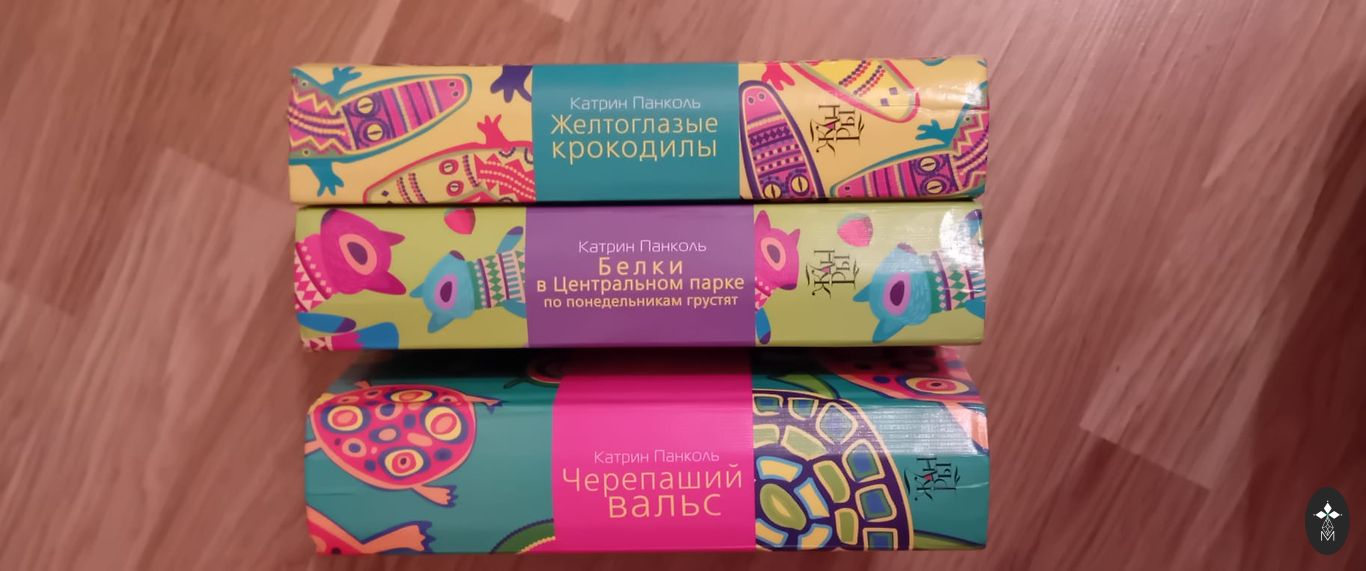 Катрин Панколь
Желтоглазые
крокодилы
ЖАН
РЫ
Катрин Панколь
Белки
в Центральном парке
по понедельникам грустят
ЖАН
РЫ
Катрин Панколь
Черепаший
вальс
ЖАН
РЫ
M